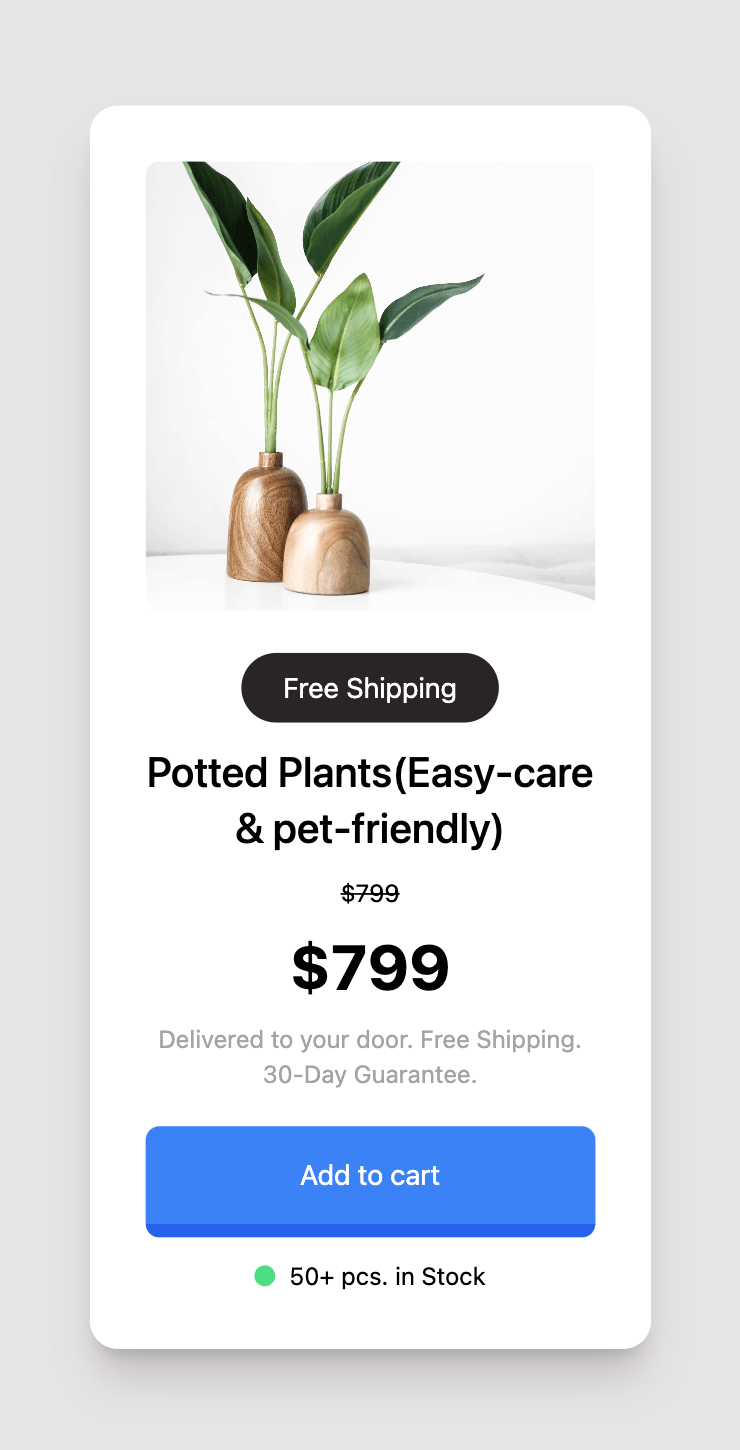 Free Shipping
Potted Plants(Easy-care
& pet-friendly)
$799
$799
Delivered to your door. Free Shipping.
30-Day Guarantee.
Add to cart
50+ pcs. in Stock